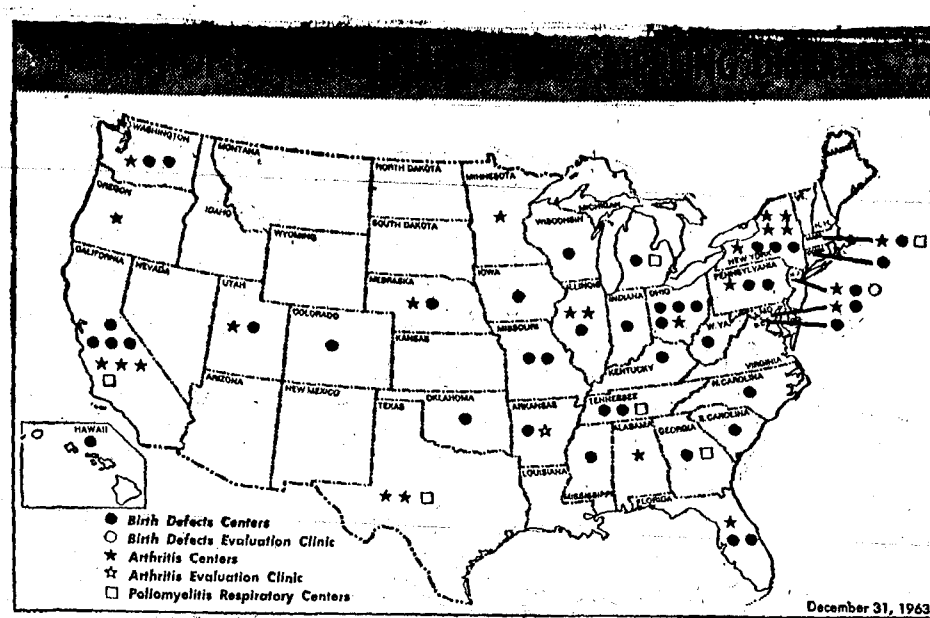 WASHINGTON
MONTANA
NORTH DAKOTA
MINNESOTA
MAINE
OREGON
IDAHO
SOUTH DAKOTA
WISCONSIN
MICHIGAN
VT.
N.H.
WYOMING
NEW YORK
CALIFORNIA
NEVADA
UTAH
NEBRASKA
IOWA
ILLINOIS
INDIANA
OHIO
PENNSYLVANIA
COLORADO
KANSAS
MISSOURI
W. VA.
KENTUCKY
VIRGINIA
ARIZONA
NEW MEXICO
TEXAS
OKLAHOMA
ARKANSAS
TENNESSEE
N. CAROLINA
ALABAMA
GEORGIA
S. CAROLINA
HAWAII
LOUISIANA
MISSISSIPPI
FLORIDA
Birth Defects Centers
Birth Defects Evaluation Clinic
Arthritis Centers
Arthritis Evaluation Clinic
Poliomyelitis Respiratory Centers
December 31, 1963